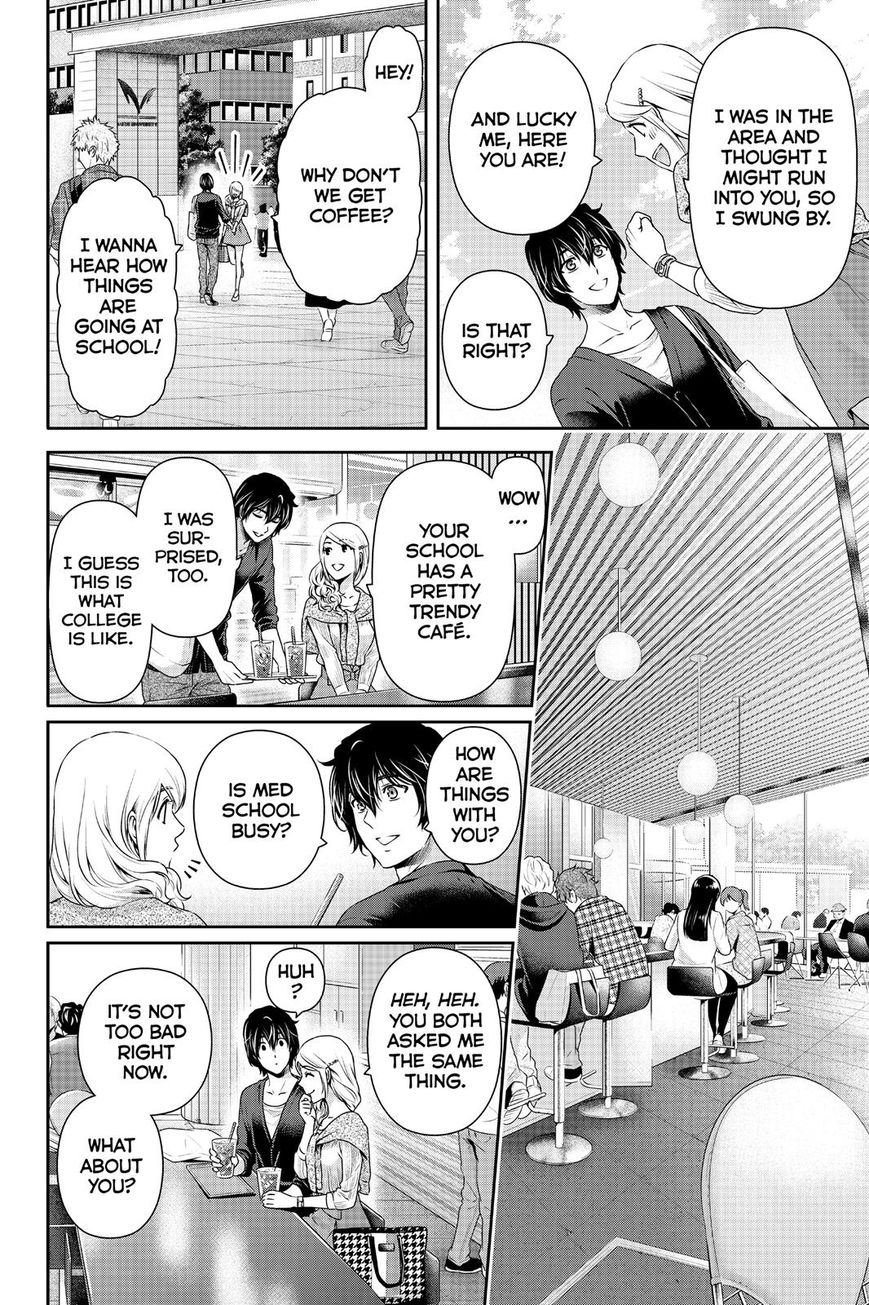 I WAS IN THE
AREA AND
THOUGHT I
MIGHT RUN
INTO YOU, SO
I SWUNG BY.
AND LUCKY
ME, HERE
YOU ARE!
IS THAT
RIGHT?
HEY!
WHY DON'T
WE GET
COFFEE?
I WANNA
HEAR HOW
THINGS
ARE
GOING AT
SCHOOL!
WOW
...
YOUR
SCHOOL
HAS A
PRETTY
TRENDY
CAFÉ.
I WAS
SUR-
PRISED,
TOO.
I GUESS
THIS IS
WHAT
COLLEGE
IS LIKE.
HOW
ARE
THINGS
WITH
YOU?
IS MED
SCHOOL
BUSY?
HEH, HEH.
YOU BOTH
ASKED ME
THE SAME
THING.
HUH
?
IT'S NOT
TOO BAD
RIGHT
NOW.
WHAT
ABOUT
YOU?